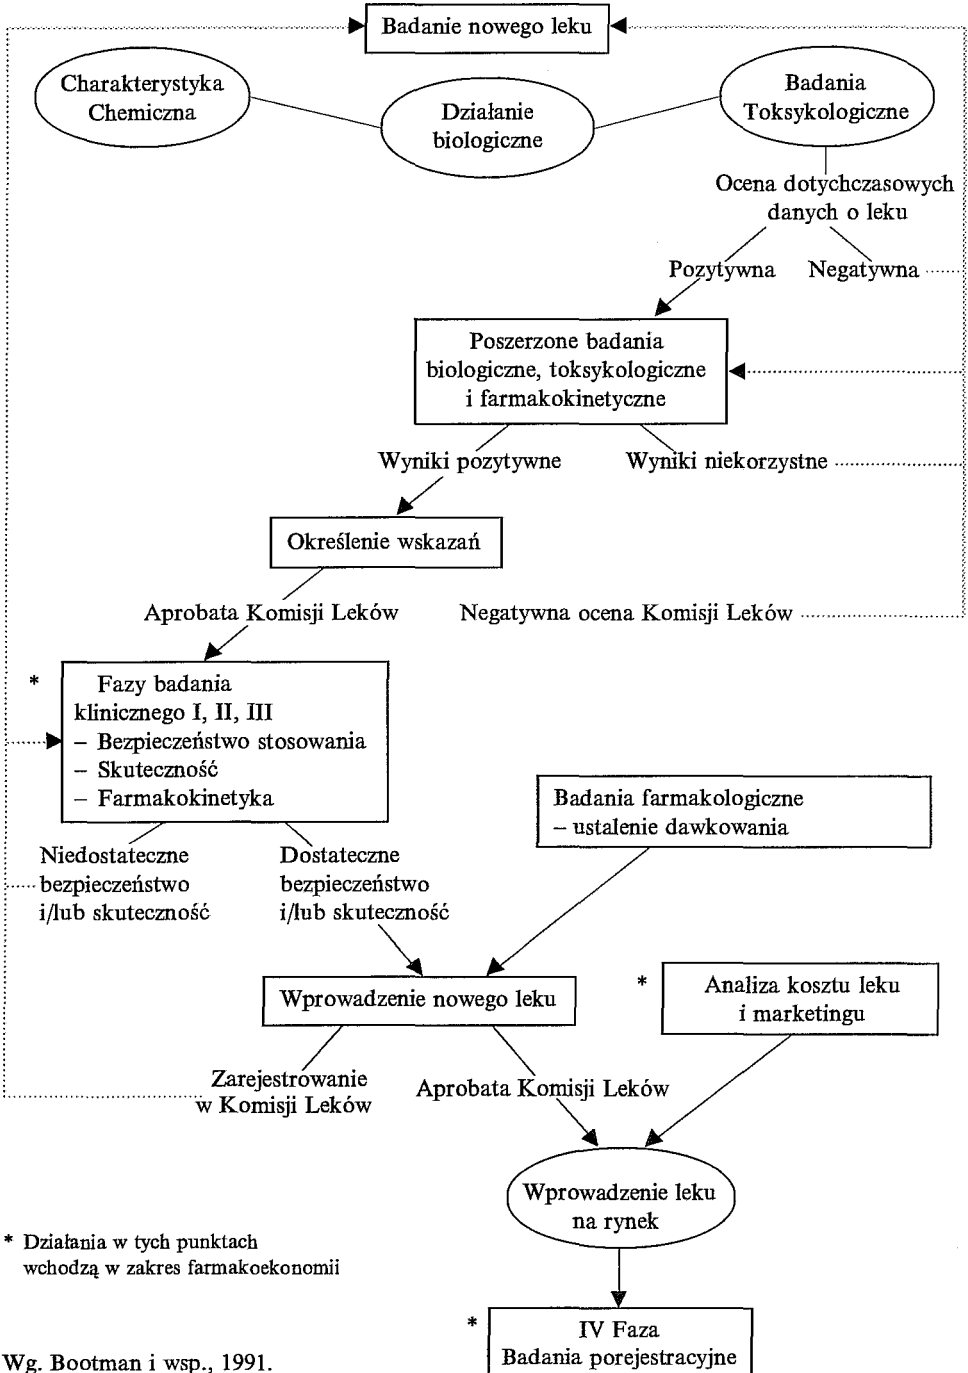 Badanie nowego leku
Charakterystyka
Chemiczna
Działanie
biologiczne
Badania
Toksykologiczne
Ocena dotychczasowych
danych o leku
Pozytywna
Negatywna
Poszerzone badania
biologiczne, toksykologiczne
i farmakokinetyczne
Wyniki pozytywne
Wyniki niekorzystne
Określenie wskazań
Aprobata Komisji Leków
Negatywna ocena Komisji Leków
* Fazy badania
klinicznego I, II, III
– Bezpieczeństwo stosowania
– Skuteczność
– Farmakokinetyka
Badania farmakologiczne
– ustalenie dawkowania
Niedostateczne
bezpieczeństwo
i/lub skuteczność
Dostateczne
bezpieczeństwo
i/lub skuteczność
Wprowadzenie nowego leku
* Analiza kosztu leku
i marketingu
Zarejestrowanie
w Komisji Leków
Aprobata Komisji Leków
Wprowadzenie leku
na rynek
* Działania w tych punktach
wchodzą w zakres farmakoekonomii
* IV Faza
Badania porejestracyjne
Wg. Bootman i wsp., 1991.